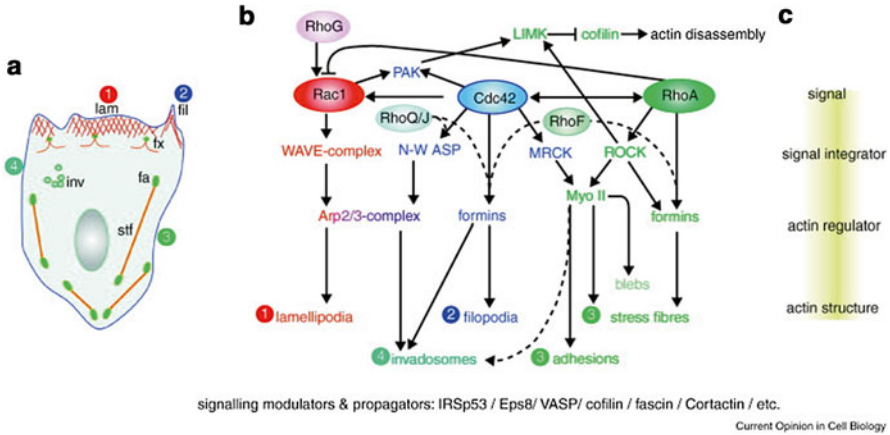 a
1
2
lam
fil
fx
4
inv
fa
stf
3
b
RhoG
LIMK
cofilin
actin disassembly
PAK
Rac1
Cdc42
RhoA
RhoQ/J
RhoF
WAVE-complex
N-W ASP
MRCK
ROCK
Myo II
Arp2/3-complex
formins
formins
blebs
1 lamellipodia
2 filopodia
3 stress fibres
4 invadosomes
3 adhesions
c
signal
signal integrator
actin regulator
actin structure
signalling modulators & propagators: IRSp53 / Eps8/ VASP/ cofilin / fascin / Cortactin / etc.
Current Opinion in Cell Biology